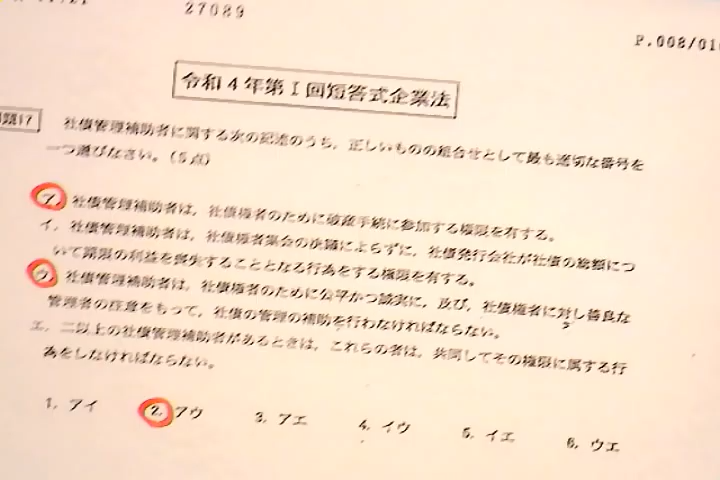 27089
P.008/01
令和4年第Ⅰ回短答式企業法
題17
社債管理補助者に関する次の記述のうち，正しいものの組合せとして最も適切な番号を
一つ選びなさい。（5点）
ア．社債管理補助者は，社債権者のために破産手続に参加する権限を有する。
イ．社債管理補助者は，社債権者集会の決議によらずに，社債発行会社が社債の総額につ
いて期限の利益を喪失することとなる行為をする権限を有する。
ウ．社債管理補助者は，社債権者のために公平かつ誠実に，及び，社債権者に対し善良な
管理者の注意をもって，社債の管理の補助を行わなければならない。
エ．二以上の社債管理補助者があるときは，これらの者は，共同してその権限に属する行
為をしなければならない。
1．アイ 2．アウ 3．アエ 4．イウ 5．イエ 6．ウエ